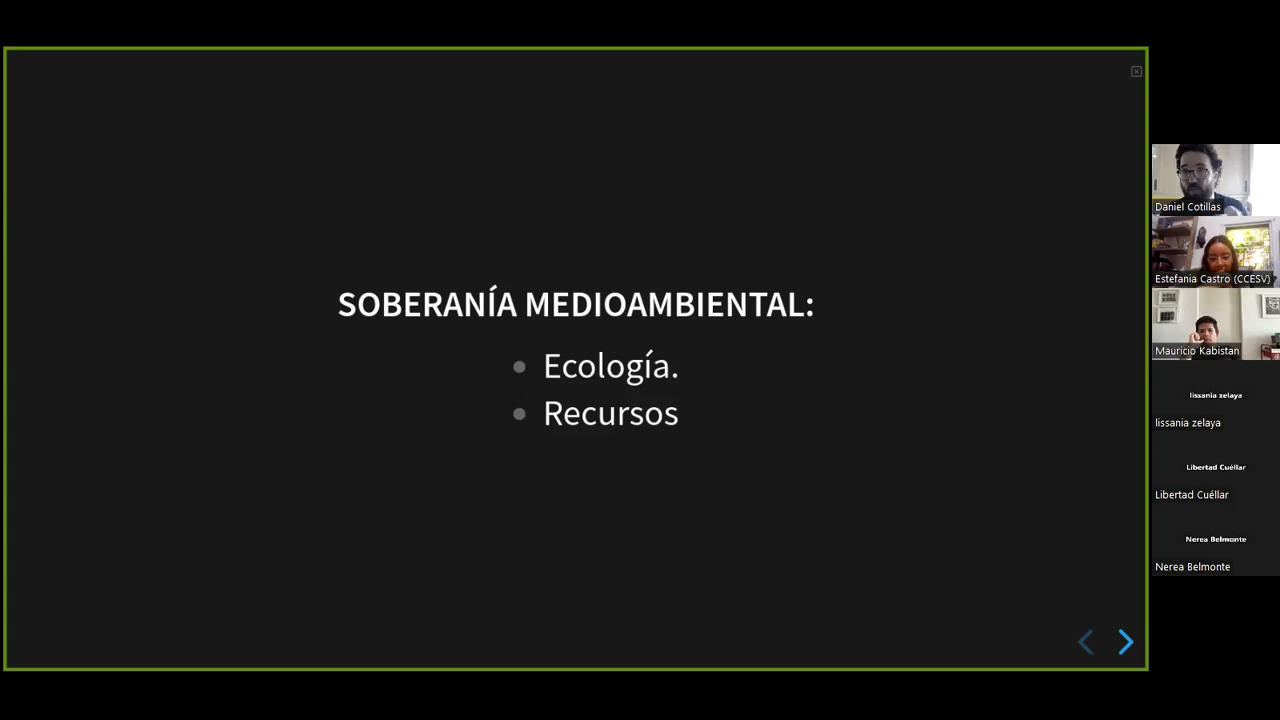 SOBERANÍA MEDIOAMBIENTAL:
Ecología.
Recursos
Daniel Cotillas
Estefania Castro (CCESV)
Mauricio Kabistan
lissania zelaya
lissania zelaya
Libertad Cuéllar
Libertad Cuéllar
Nerea Belmonte
Nerea Belmonte